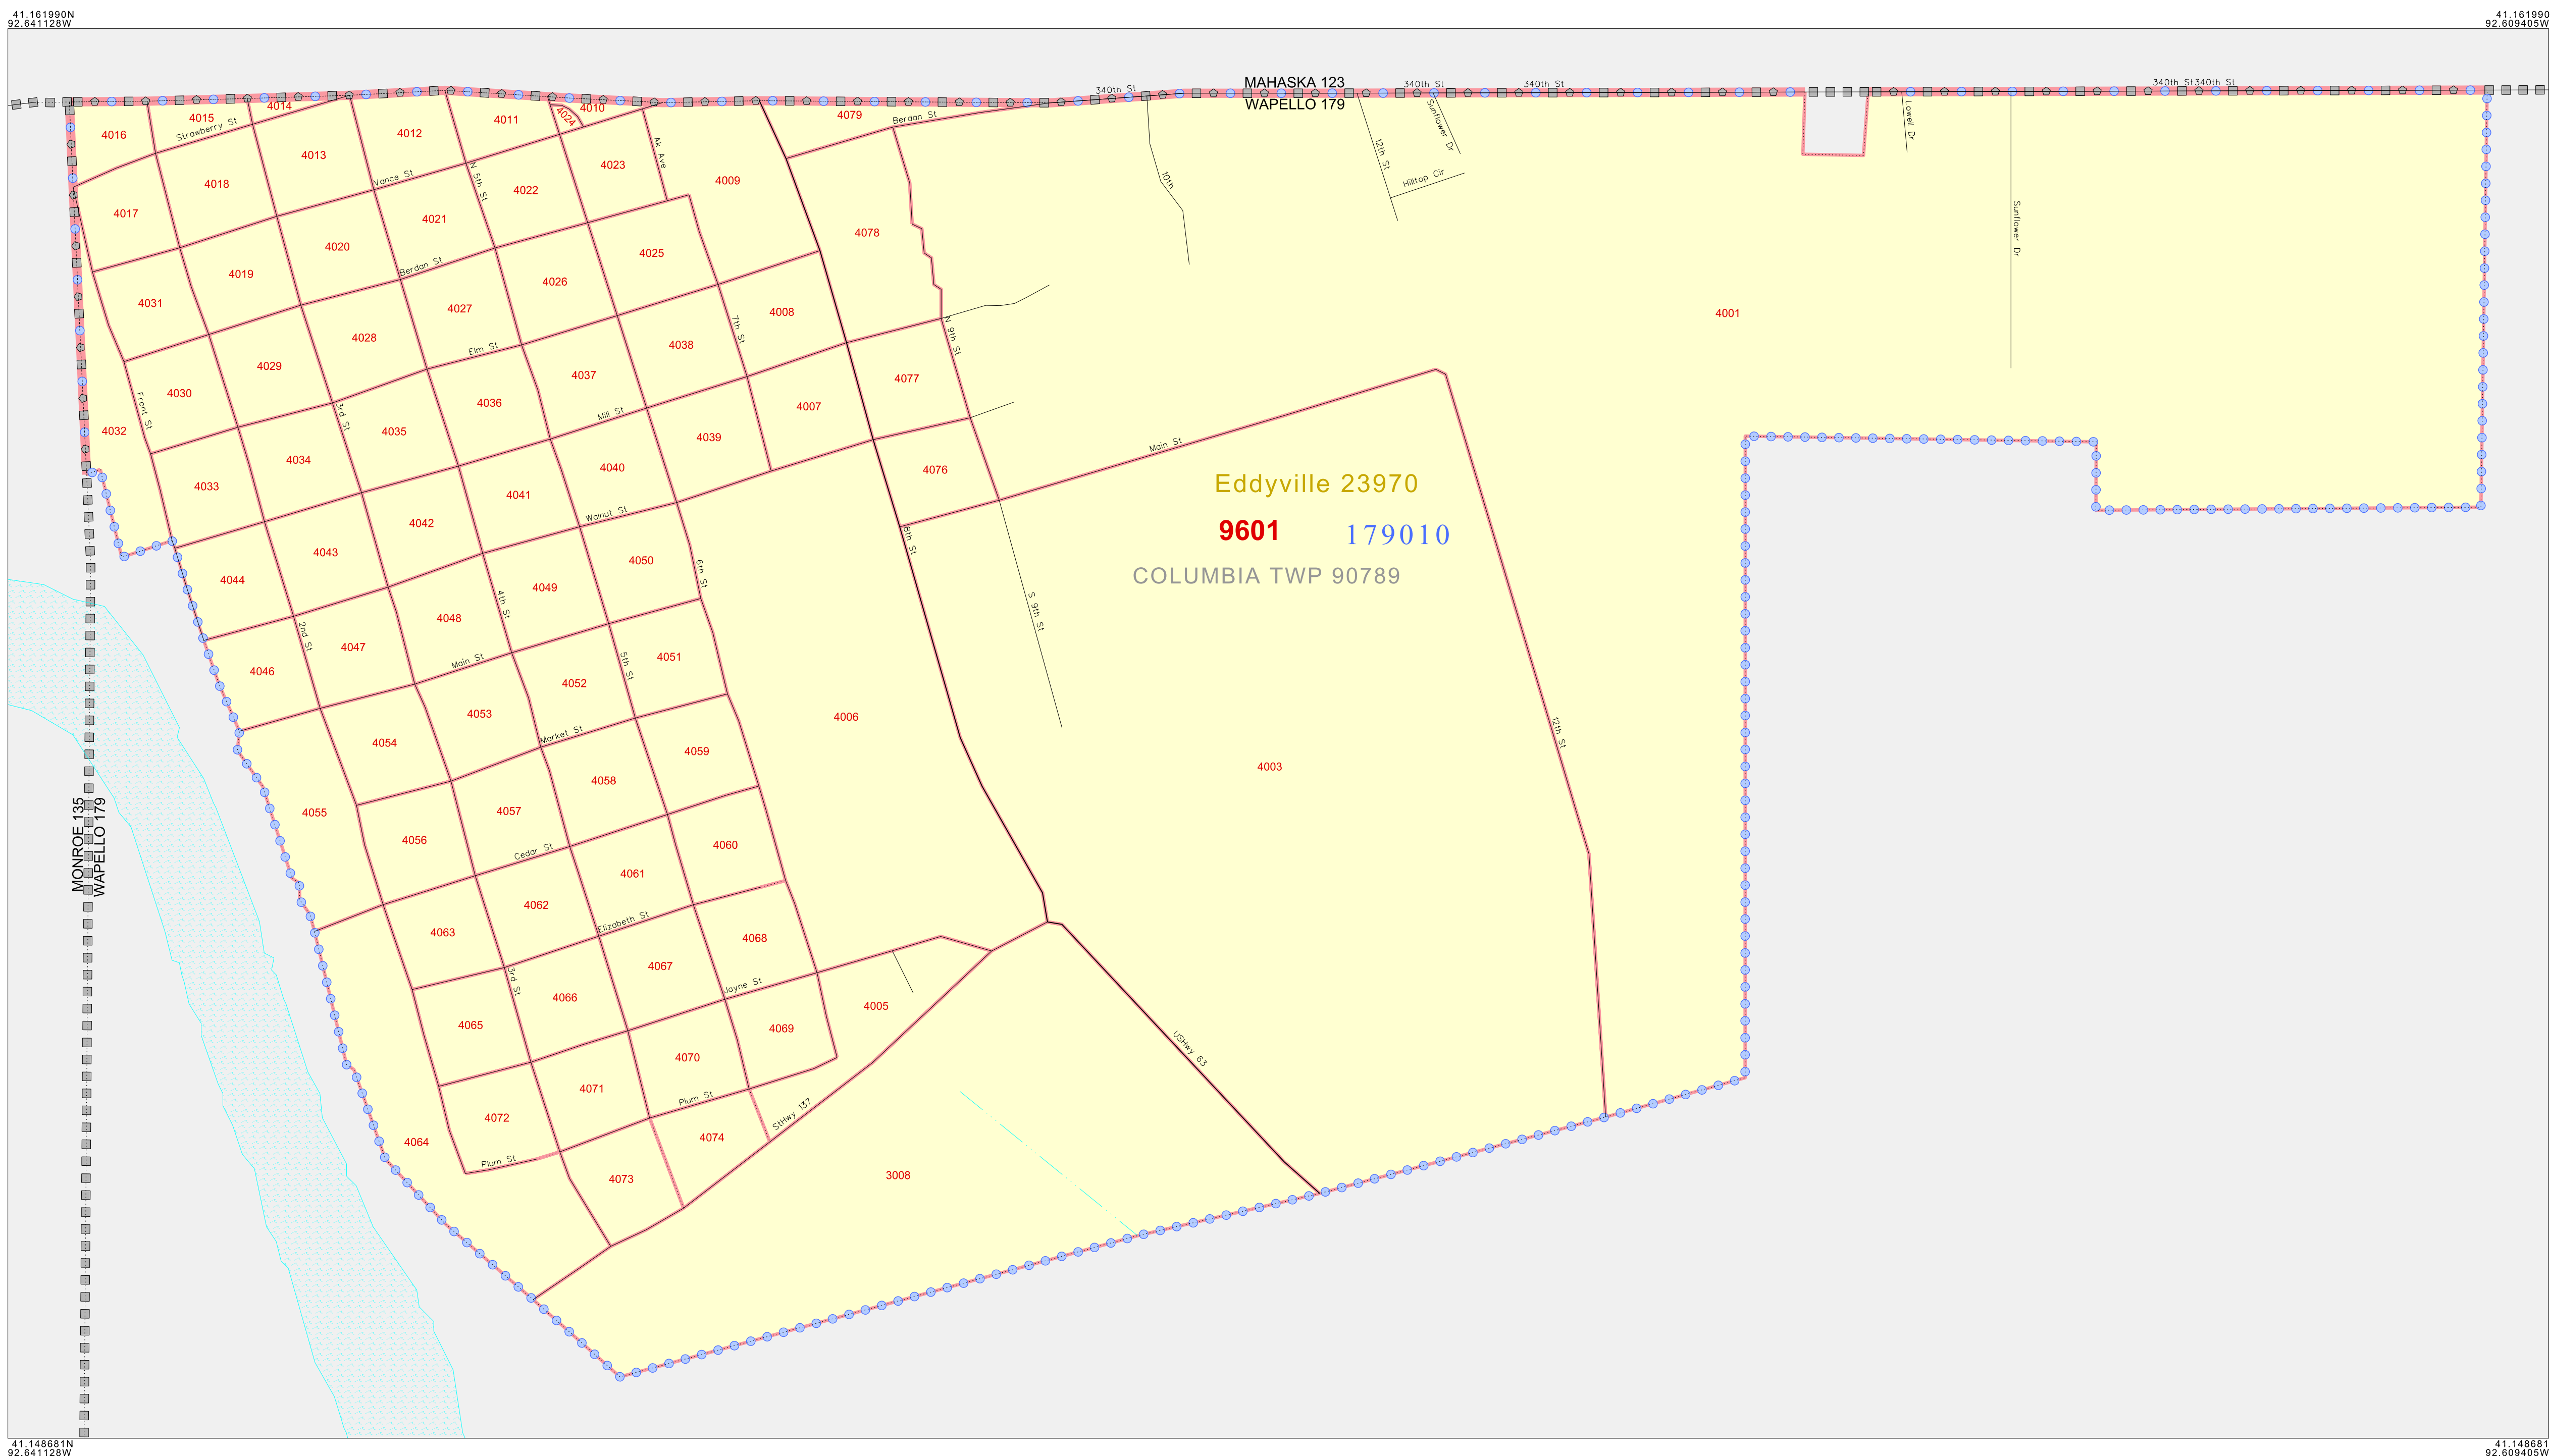 41.161990N
92.641128W
41.161990
92.609405W
MAHASKA 123
WAPELLO 179
340th St
340th St
340th St
340th St 340th St
4014
4010
4024
4015
4016
4011
4079
Strawberry St
Berdan St
4012
4013
4023
Ak Ave
4009
4018
4022
Vance St
N 5th St
10th
12th St
Sunflower Dr
Hilltop Cir
Lowell Dr
Sunflower Dr
4017
4021
4020
4078
4025
4019
Berdan St
4026
4031
4027
4008
4001
4028
7th St
N 9th St
4038
Elm St
4029
4037
4077
4030
Front St
4036
4007
Mill St
3rd St
4032
4035
4039
Main St
4034
4040
4076
4033
4041
Eddyville 23970
9601
179010
COLUMBIA TWP 90789
Walnut St
4042
8th St
4043
4050
6th St
4044
4049
4th St
S 9th St
4048
2nd St
4047
4051
Main St
5th St
4046
4052
4053
4006
Market St
4054
4059
12th St
4003
4058
4055
4057
MONROE 135
WAPELLO 179
4056
4060
Cedar St
4061
4062
Elizabeth St
4063
4068
4067
3rd St
Jayne St
4066
4005
4065
4069
USHwy 63
4070
4071
Plum St
4072
StHwy 137
4074
4064
Plum St
4073
3008
41.148681N
92.641128W
41.148681
92.609405W